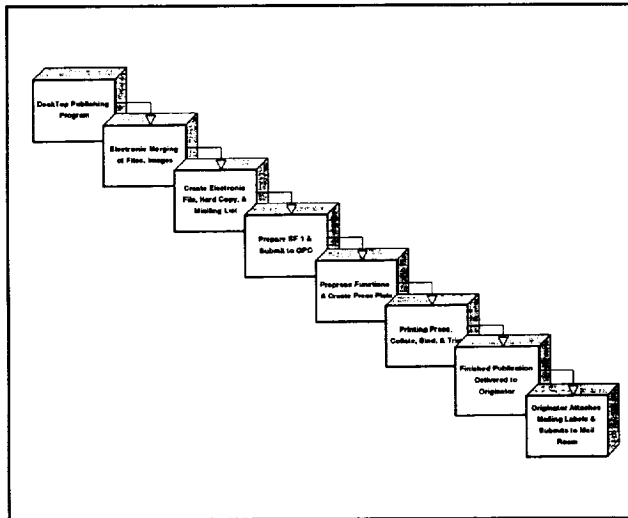 DeskTop Publishing
Program
Electronic Merging
of Files, Images
Create Electronic
File, Hard Copy, &
Mailing List
Prepare SF 1 &
Submit to GPO
Prepress Functions
& Create Press Plate
Printing Press,
Collate, Bind, & Trim
Finished Publication
Delivered to
Originator
Originator Attaches
Mailing Labels &
Submits to Mail
Room